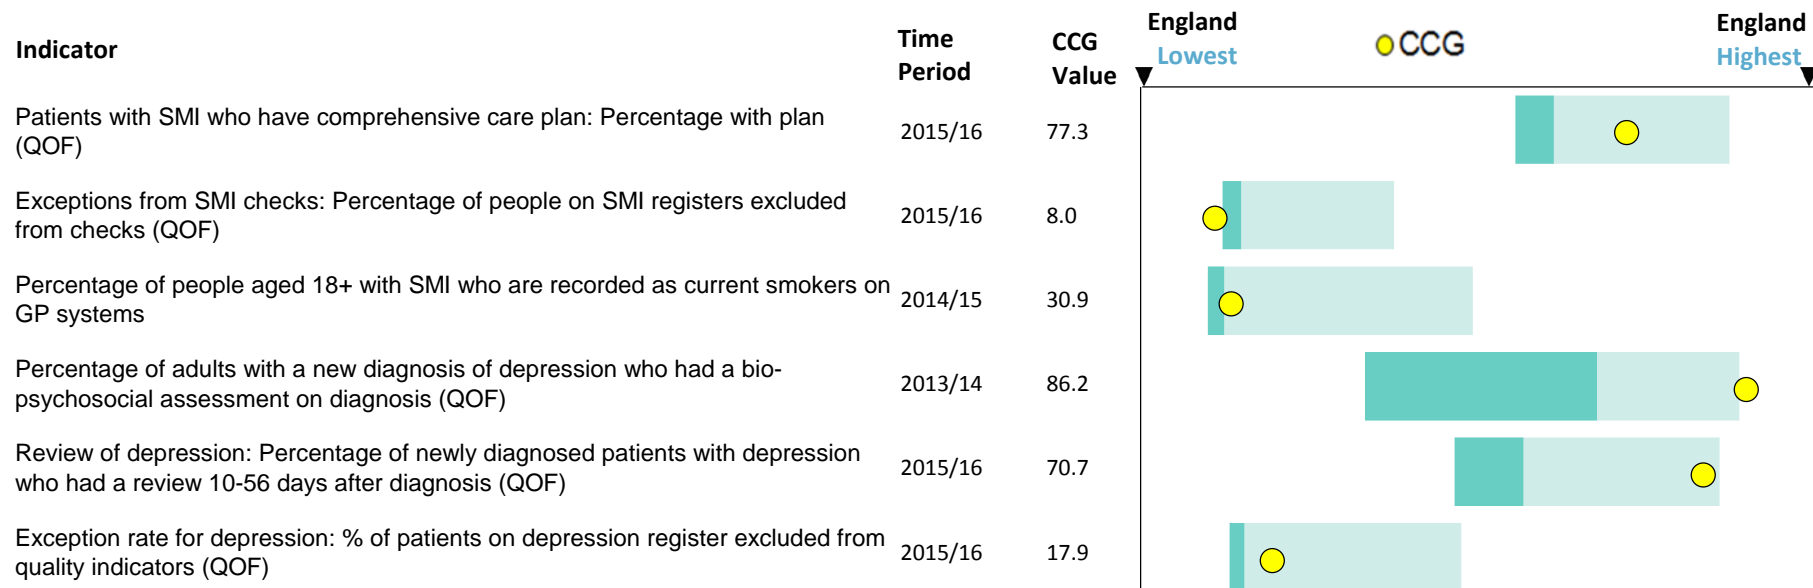 Indicator
Time
Period
CCG
Value
England
Lowest
CCG
England
Highest
Patients with SMI who have comprehensive care plan: Percentage with plan
(QOF)
2015/16
77.3
Exceptions from SMI checks: Percentage of people on SMI registers excluded
from checks (QOF)
2015/16
8.0
Percentage of people aged 18+ with SMI who are recorded as current smokers on
GP systems
2014/15
30.9
Percentage of adults with a new diagnosis of depression who had a bio-
psychosocial assessment on diagnosis (QOF)
2013/14
86.2
Review of depression: Percentage of newly diagnosed patients with depression
who had a review 10-56 days after diagnosis (QOF)
2015/16
70.7
Exception rate for depression: % of patients on depression register excluded from
quality indicators (QOF)
2015/16
17.9